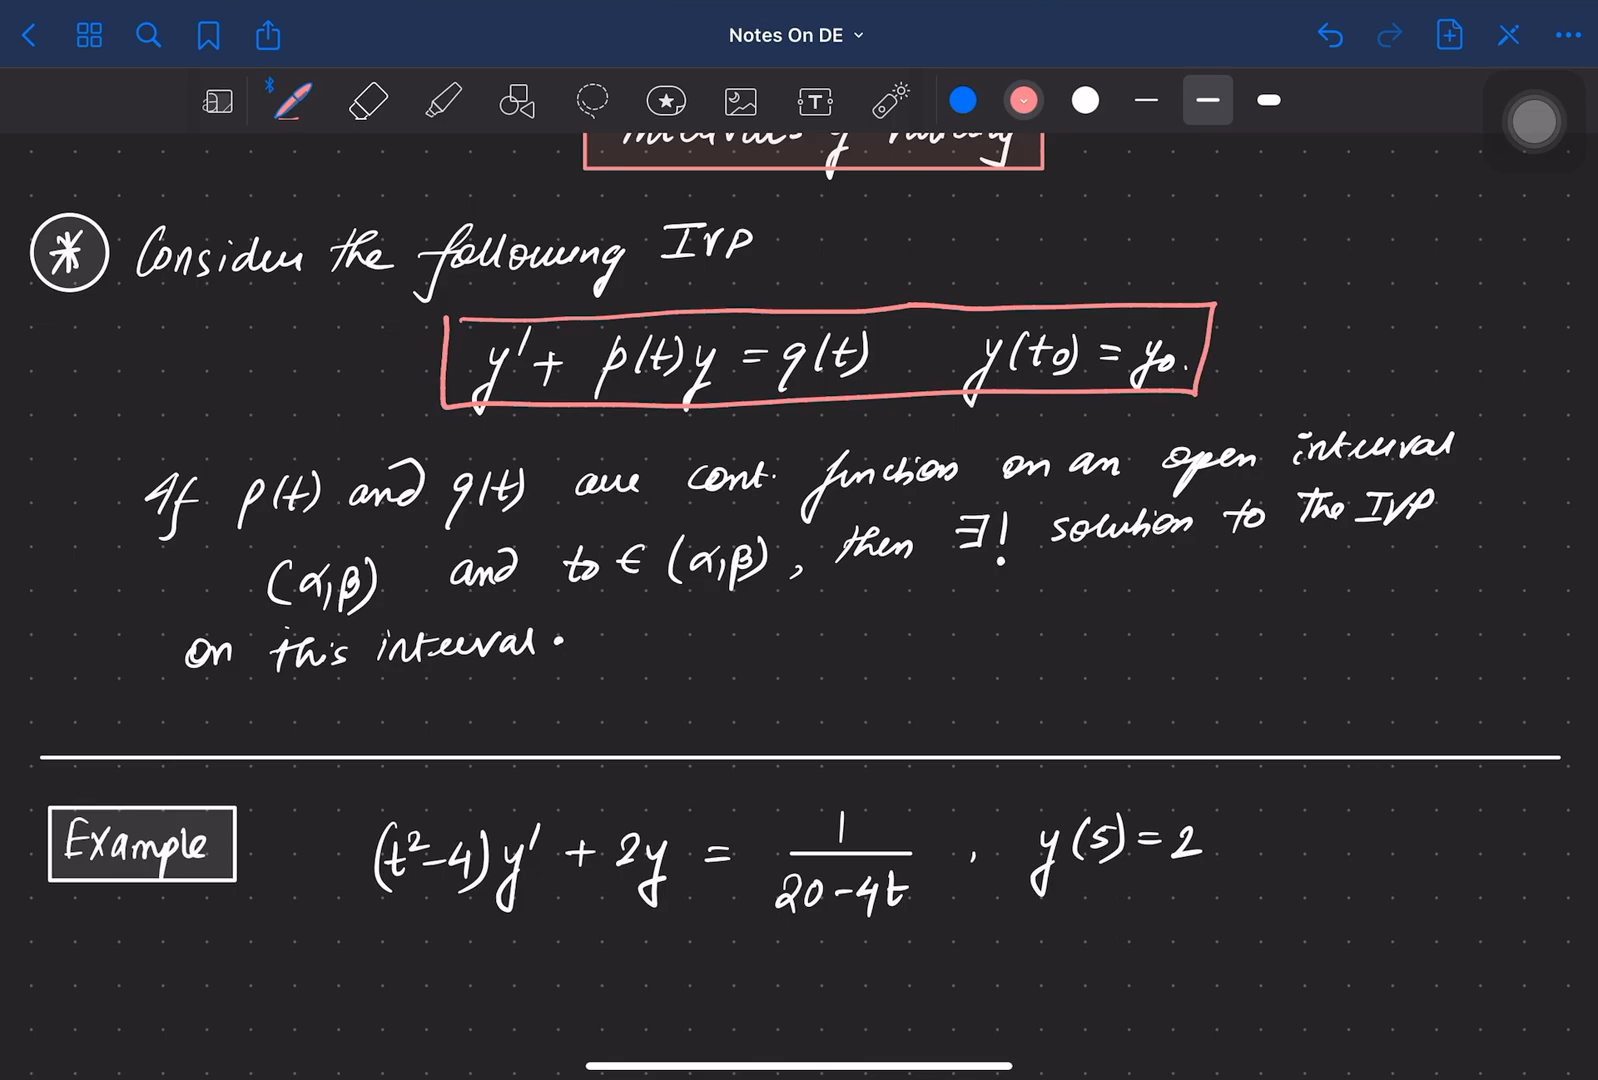 Notes On DE
Consider the following IVP
y' + p(t)y = q(t) y(t0) = y0.
If p(t) and q(t) are cont. function on an open interval
(α,β) and t0 ∈ (α,β), then ∃! solution to the IVP
on this interval.
Example (t²-4)y' + 2y = 1/(20-4t) , y(5)=2